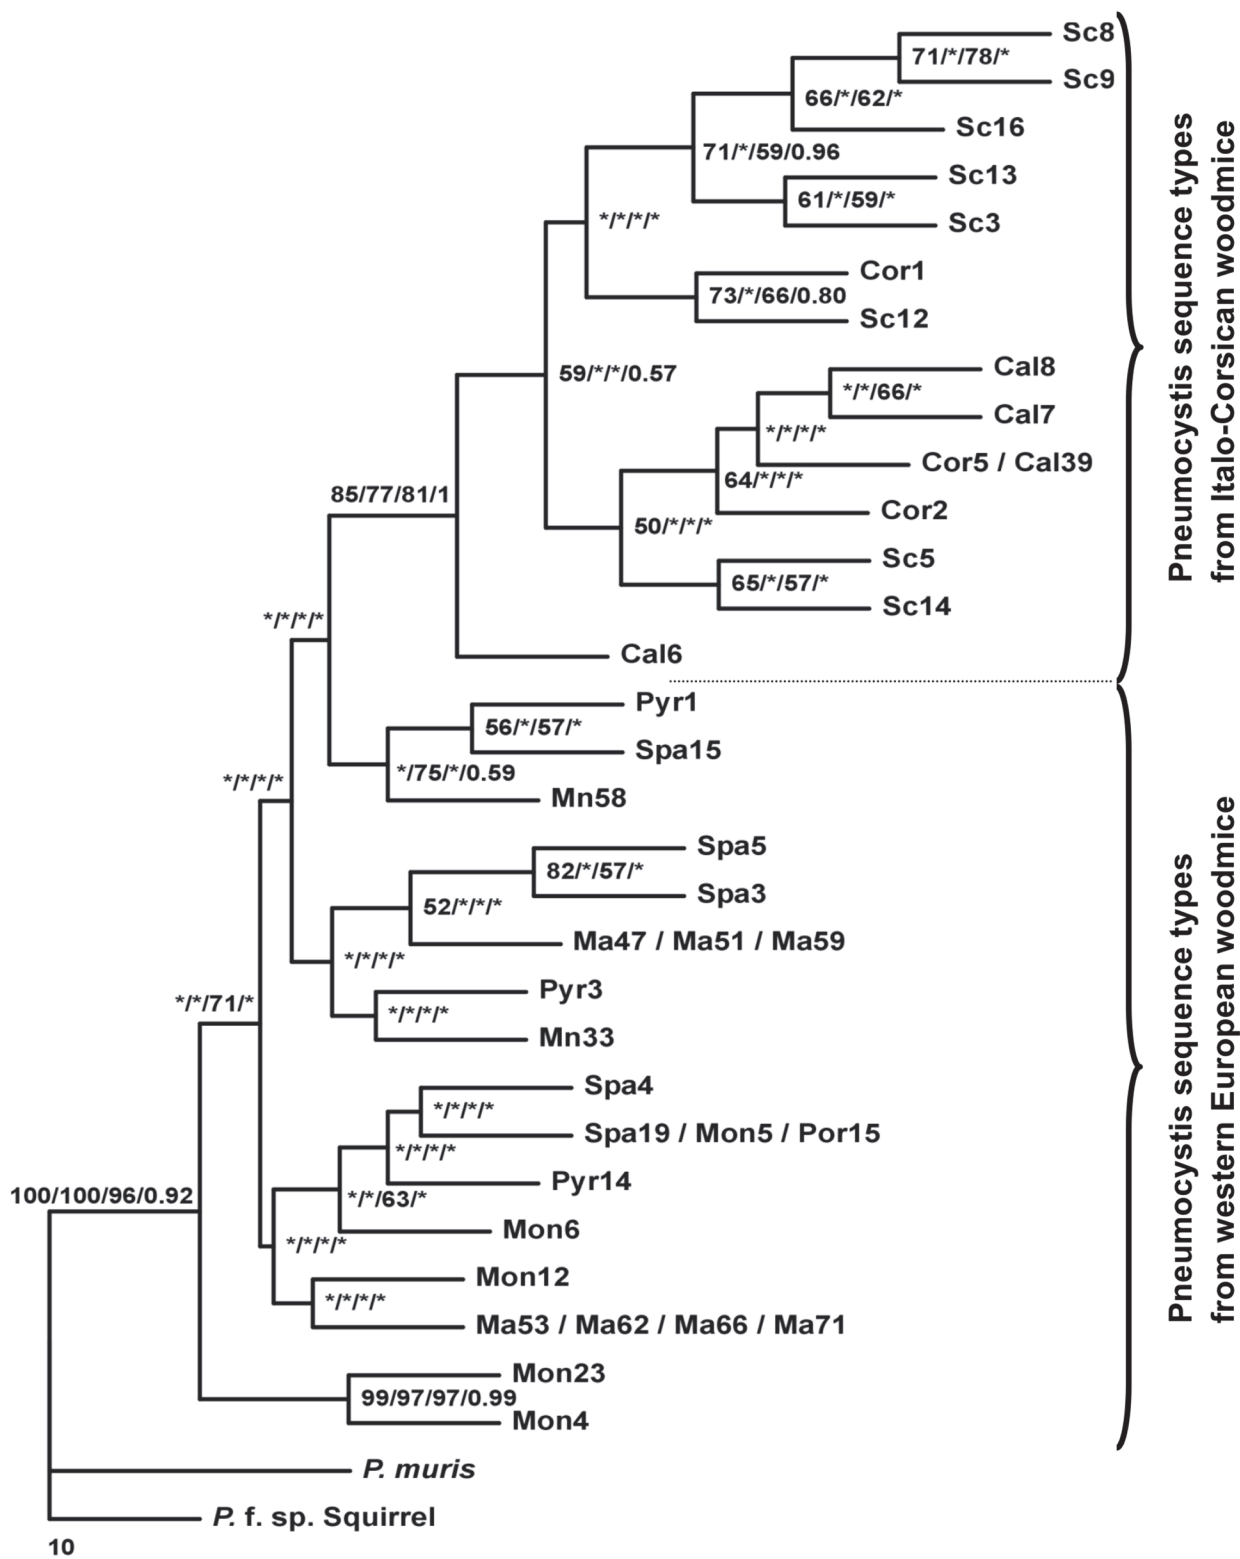 Sc8
71/*/78/*
Sc9
66/*/62/*
Sc16
71/*/59/0.96
Sc13
61/*/59/*
Sc3
*/*/*/*
Cor1
73/*/66/0.80
Sc12
Cal8
59/*/*/0.57
*/*/66/*
Cal7
*/*/*/*
Cor5 / Cal39
64/*/*/*
85/77/81/1
Cor2
50/*/*/*
Sc5
65/*/57/*
Sc14
*/*/*/*
Cal6
Pneumocystis sequence types
from Italo-Corsican woodmice
Pyr1
56/*/57/*
Spa15
*/75/*/0.59
*/*/*/*
Mn58
Spa5
82/*/57/*
Spa3
52/*/*/*
Ma47 / Ma51 / Ma59
*/*/*/*
Pyr3
*/*/71/*
*/*/*/*
Mn33
Spa4
*/*/*/*
Spa19 / Mon5 / Por15
*/*/*/*
Pyr14
100/100/96/0.92
*/*/63/*
Mon6
*/*/*/*
Mon12
*/*/*/*
Ma53 / Ma62 / Ma66 / Ma71
Mon23
99/97/97/0.99
Mon4
Pneumocystis sequence types
from western European woodmice
P. muris
P. f. sp. Squirrel
10